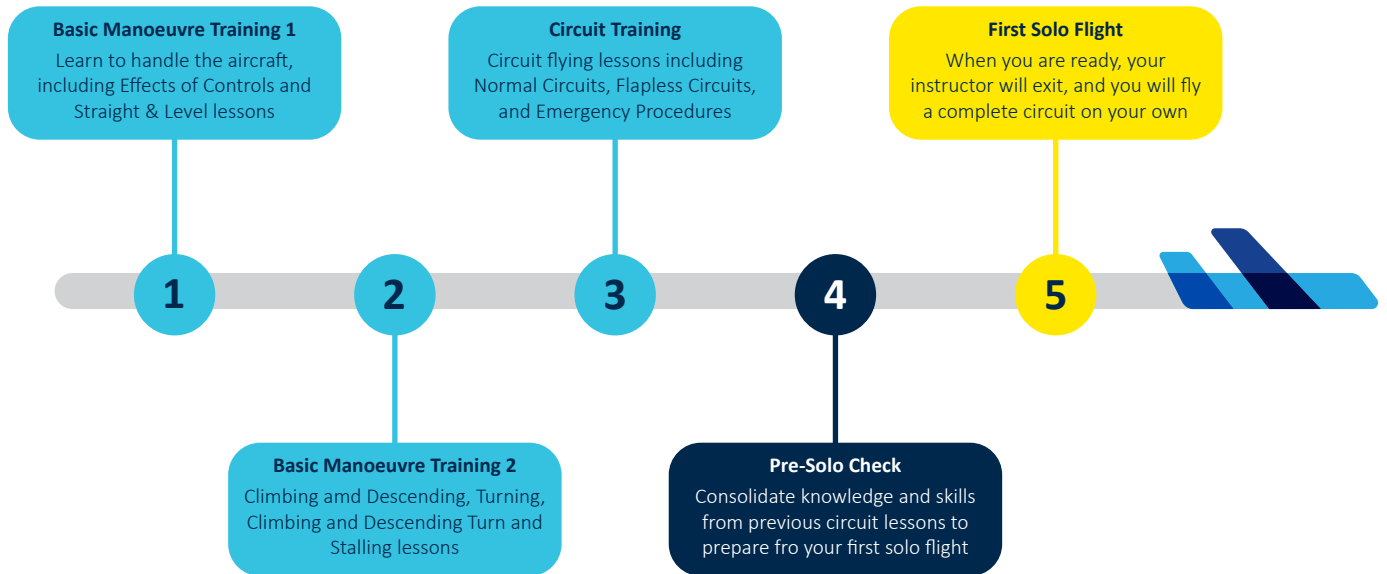 Basic Manoeuvre Training 1
Learn to handle the aircraft,
including Effects of Controls and
Straight & Level lessons
Circuit Training
Circuit flying lessons including
Normal Circuits, Flapless Circuits,
and Emergency Procedures
First Solo Flight
When you are ready, your
instructor will exit, and you will fly
a complete circuit on your own
1
2
3
4
5
Basic Manoeuvre Training 2
Climbing amd Descending, Turning,
Climbing and Descending Turn and
Stalling lessons
Pre-Solo Check
Consolidate knowledge and skills
from previous circuit lessons to
prepare fro your first solo flight